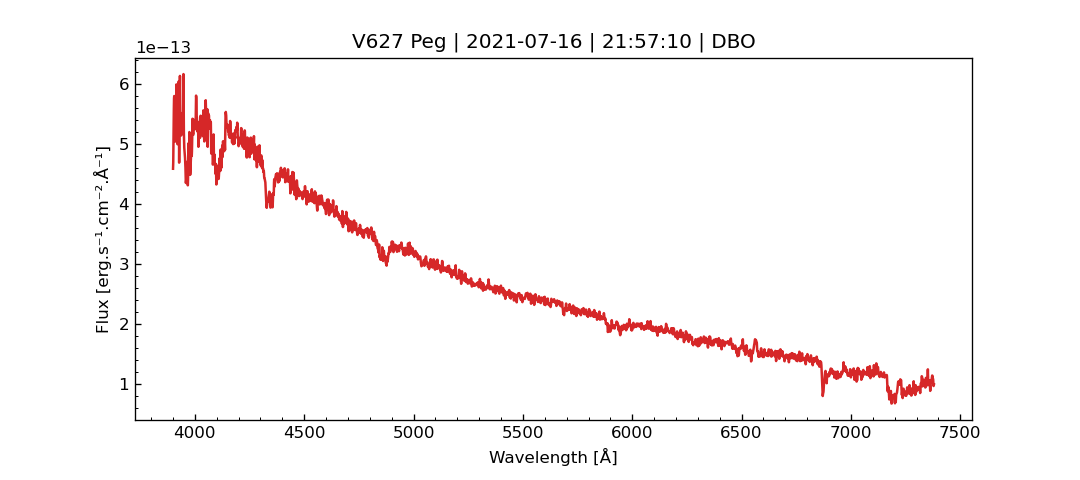 V627 Peg | 2021-07-16 | 21:57:10 | DBO
1e−13
6
5
4
3
2
1
Flux [erg.s⁻¹.cm⁻².Å⁻¹]
4000 4500 5000 5500 6000 6500 7000 7500
Wavelength [Å]